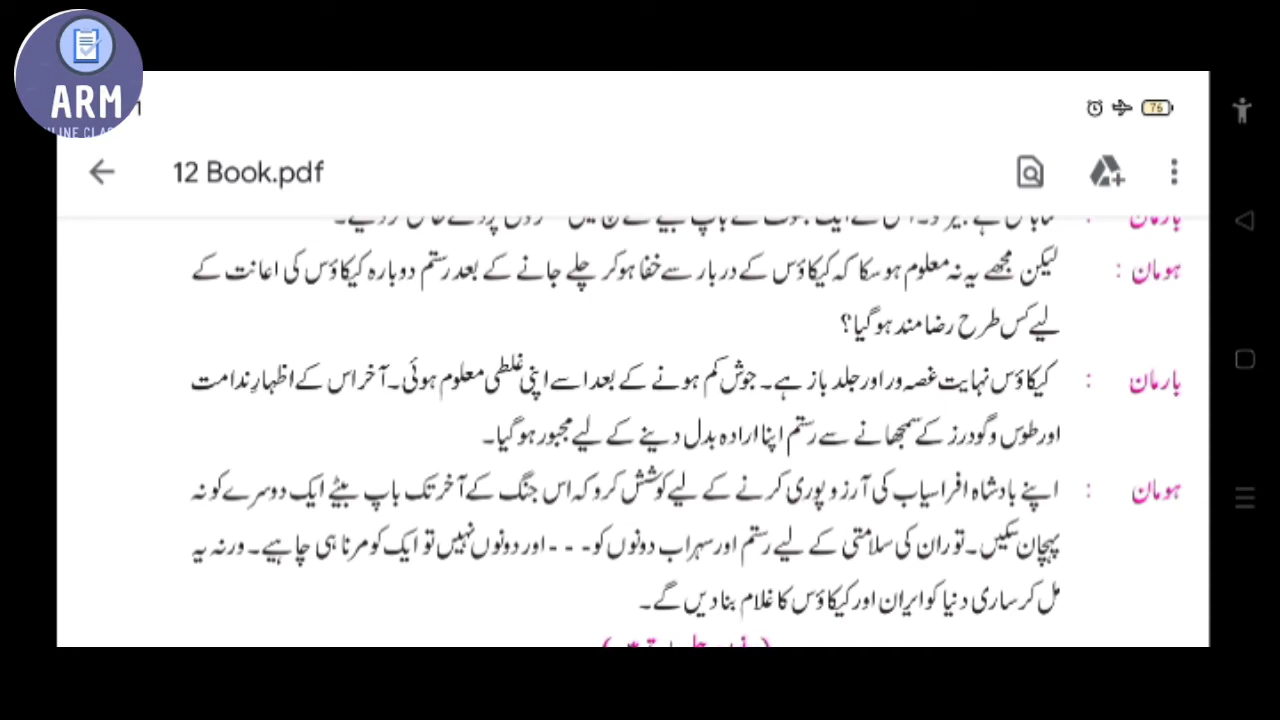 ARM
12 Book.pdf
76
ہومان : لیکن مجھے یہ نہ معلوم ہو سکا کہ کیکاؤس کے دربار سے خفا ہو کر چلے جانے کے بعد رستم دوبارہ کیکاؤس کی اعانت کے
لیے کس طرح رضا مند ہو گیا؟
بارمان : کیکاؤس نہایت غصہ ور اور جلد باز ہے۔ جوش کم ہونے کے بعد اسے اپنی غلطی معلوم ہوئی۔ آخر اس کے اظہارِ ندامت
اور طوس و گودرز کے سمجھانے سے رستم اپنا ارادہ بدل دینے کے لیے مجبور ہو گیا۔
ہومان : اپنے بادشاہ افراسیاب کی آرزو پوری کرنے کے لیے کوشش کرو کہ اس جنگ کے آخر تک باپ بیٹے ایک دوسرے کو نہ
پہچان سکیں۔ توران کی سلامتی کے لیے رستم اور سہراب دونوں کو --- اور دونوں نہیں تو ایک کو مرنا ہی چاہیے۔ ورنہ یہ
مل کر ساری دنیا کو ایران اور کیکاؤس کا غلام بنا دیں گے۔